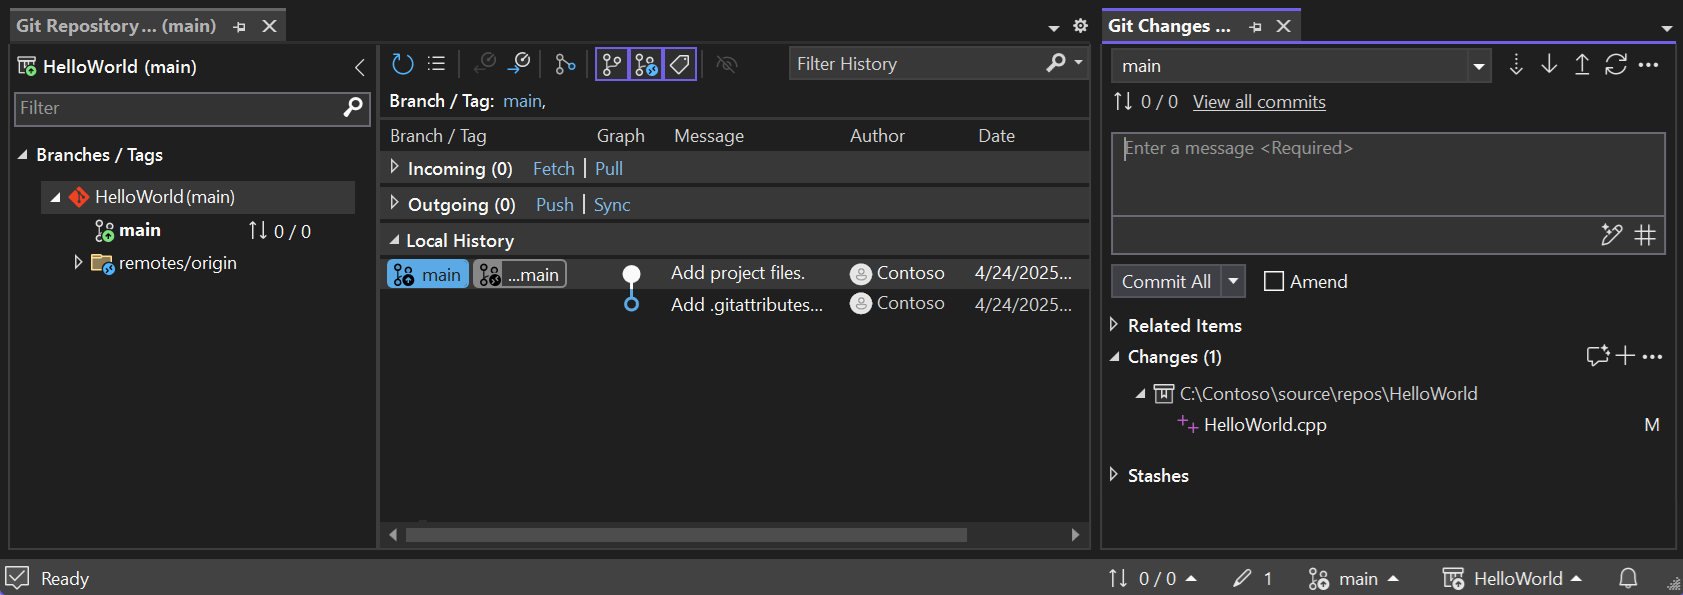 Git Repository ... (main)
HelloWorld (main)
Filter
Branches / Tags
HelloWorld (main)
main 0 / 0
remotes/origin
Filter History
Branch / Tag: main,
Branch / Tag Graph Message Author Date
Incoming (0) Fetch | Pull
Outgoing (0) Push | Sync
Local History
main ...main Add project files. Contoso 4/24/2025...
Add .gitattributes... Contoso 4/24/2025...
Git Changes ...
main
0 / 0 View all commits
Enter a message <Required>
Commit All Amend
Related Items
Changes (1)
C:\Contoso\source\repos\HelloWorld
HelloWorld.cpp M
Stashes
Ready 0 / 0 1 main HelloWorld